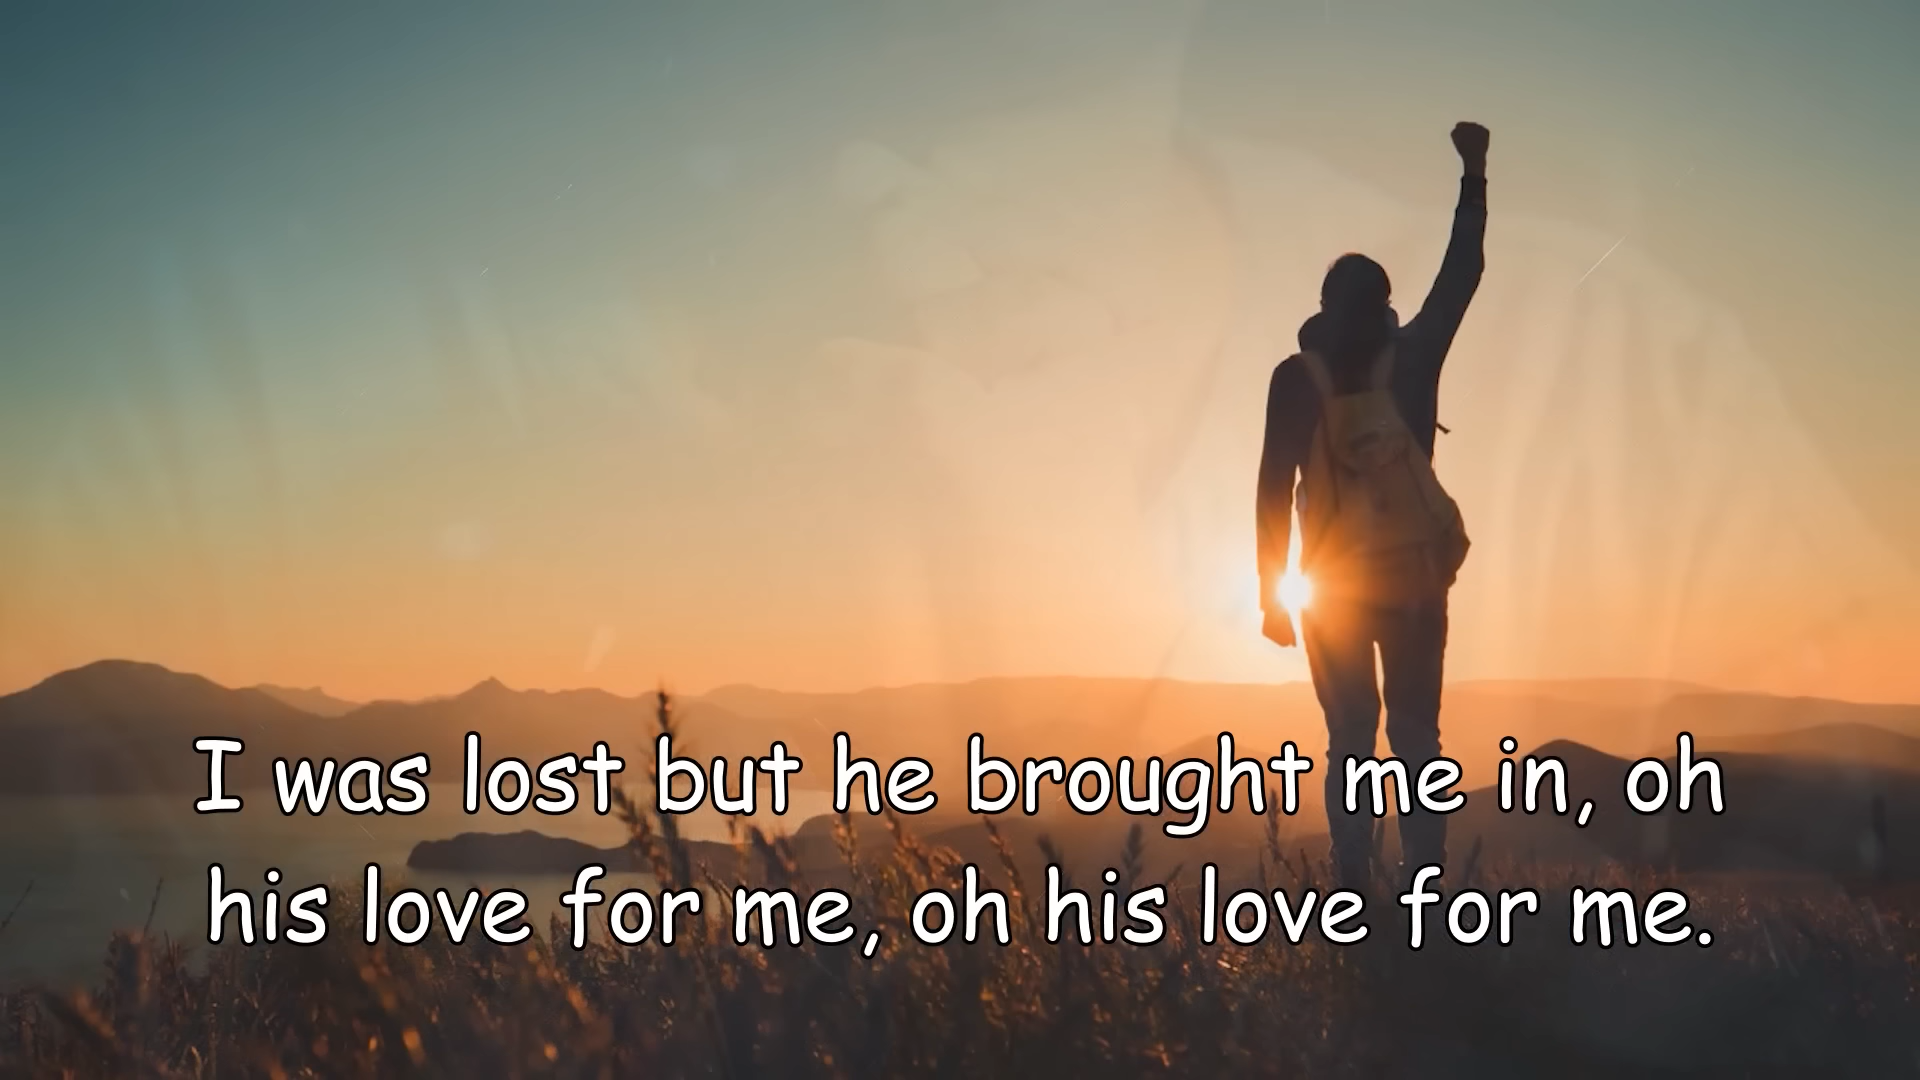 I was lost but he brought me in, oh
his love for me, oh his love for me.